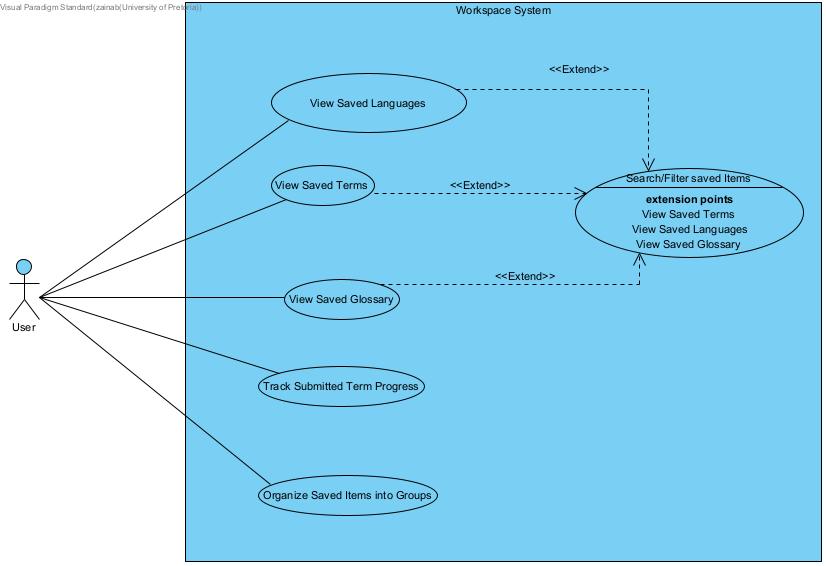 Visual Paradigm Standard(zainab(University of Pretoria))
Workspace System
<<Extend>>
View Saved Languages
View Saved Terms
<<Extend>>
Search/Filter saved Items
extension points
View Saved Terms
View Saved Languages
View Saved Glossary
<<Extend>>
View Saved Glossary
User
Track Submitted Term Progress
Organize Saved Items into Groups